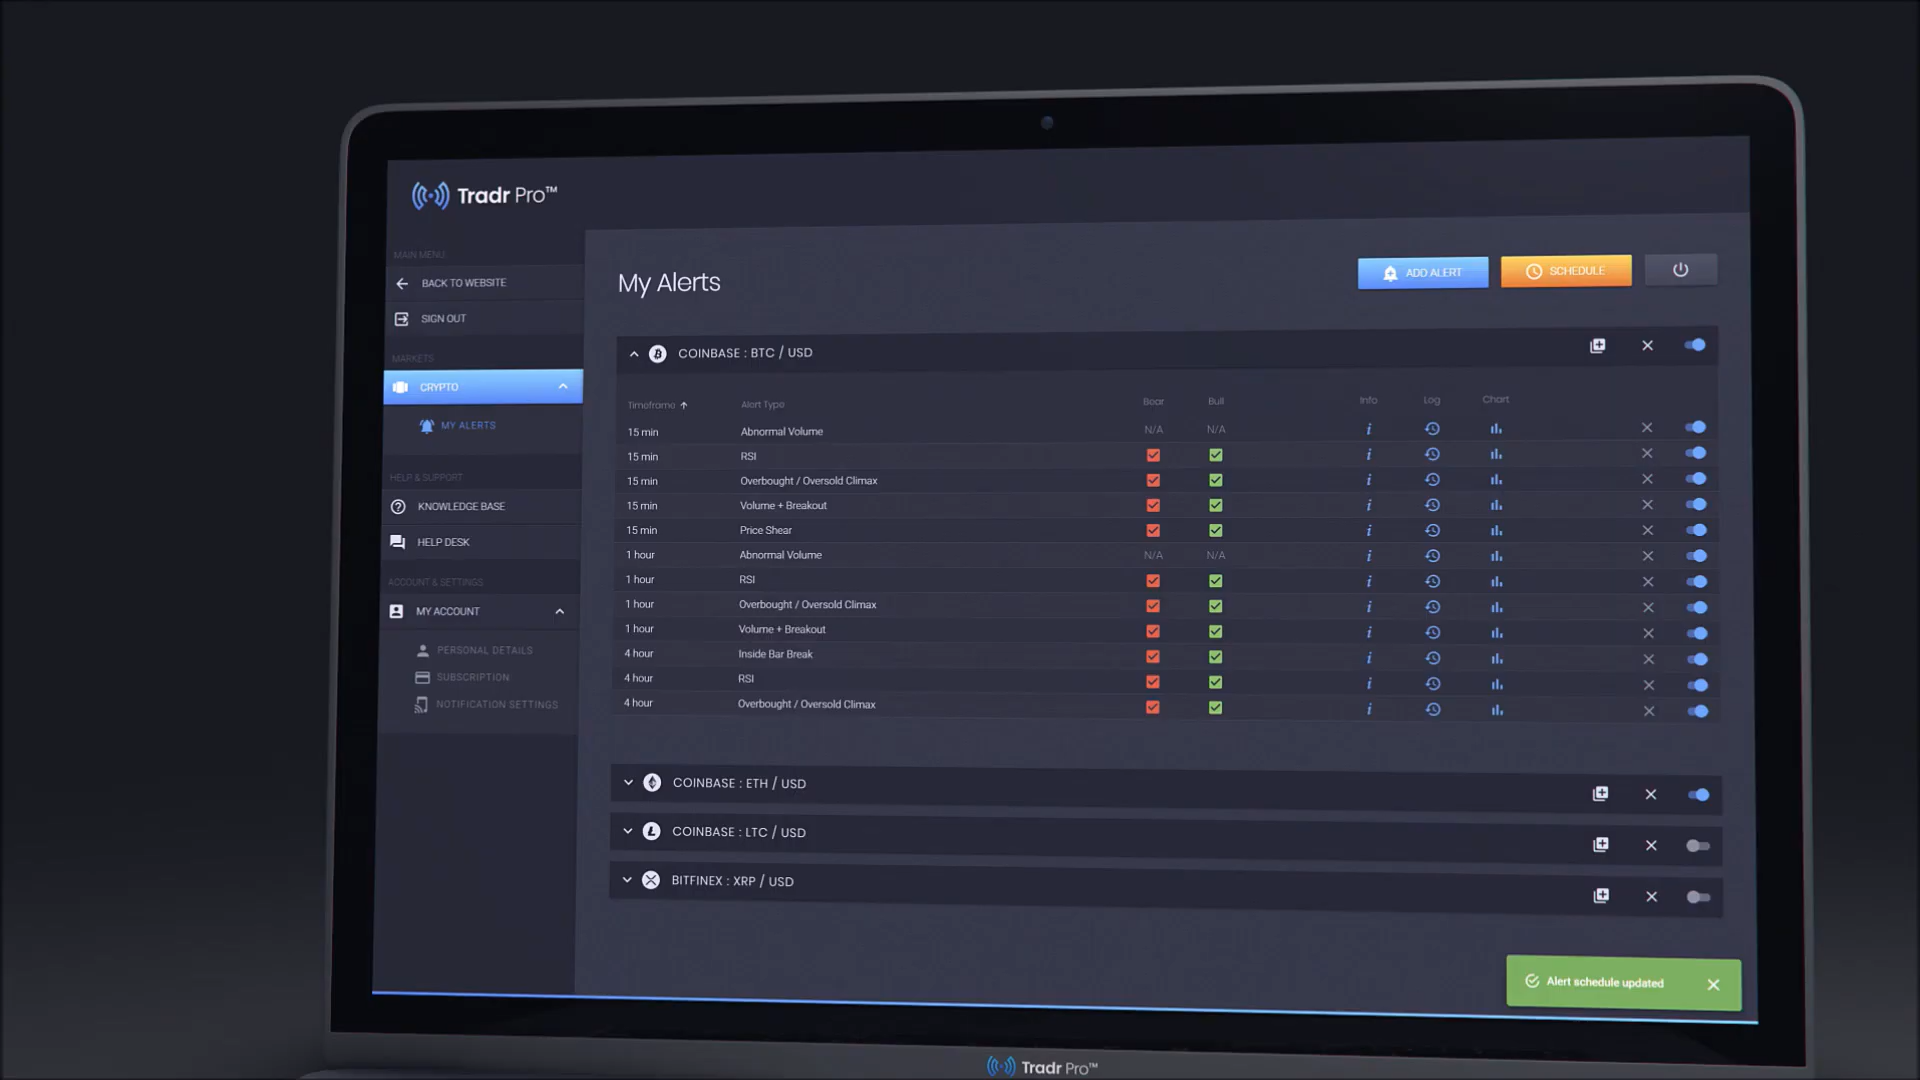 Tradr Pro™
MAIN MENU
BACK TO WEBSITE
SIGN OUT
MARKETS
CRYPTO
MY ALERTS
HELP & SUPPORT
KNOWLEDGE BASE
HELP DESK
ACCOUNT & SETTINGS
MY ACCOUNT
PERSONAL DETAILS
SUBSCRIPTION
NOTIFICATION SETTINGS
My Alerts
ADD ALERT
SCHEDULE
COINBASE : BTC / USD
Timeframe Alert Type Bear Bull Info Log Chart
15 min Abnormal Volume N/A N/A
15 min RSI
15 min Overbought / Oversold Climax
15 min Volume + Breakout
15 min Price Shear
1 hour Abnormal Volume N/A N/A
1 hour RSI
1 hour Overbought / Oversold Climax
1 hour Volume + Breakout
4 hour Inside Bar Break
4 hour RSI
4 hour Overbought / Oversold Climax
COINBASE : ETH / USD
COINBASE : LTC / USD
BITFINEX : XRP / USD
Alert schedule updated
Tradr Pro™